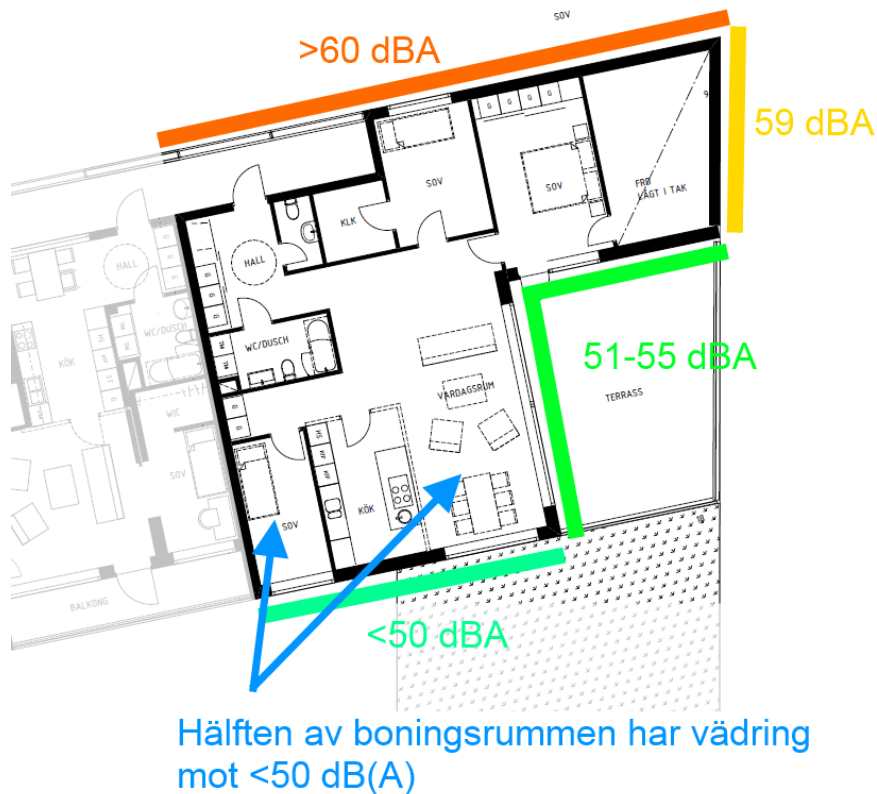 SOV
>60 dBA
59 dBA
G G G G
SOV
SOV
FRD
LÅGT I TAK
KLK
HALL
HALL
G
G
G
WC/DUSCH
WC/DUSCH
TM
KÖK
51-55 dBA
VARDAGSRUM
TERRASS
WIC
G
G
HS
K/F
K/F
SOV
SOV
KÖK
BALKONG
<50 dBA
Hälften av boningsrummen har vädring
mot <50 dB(A)